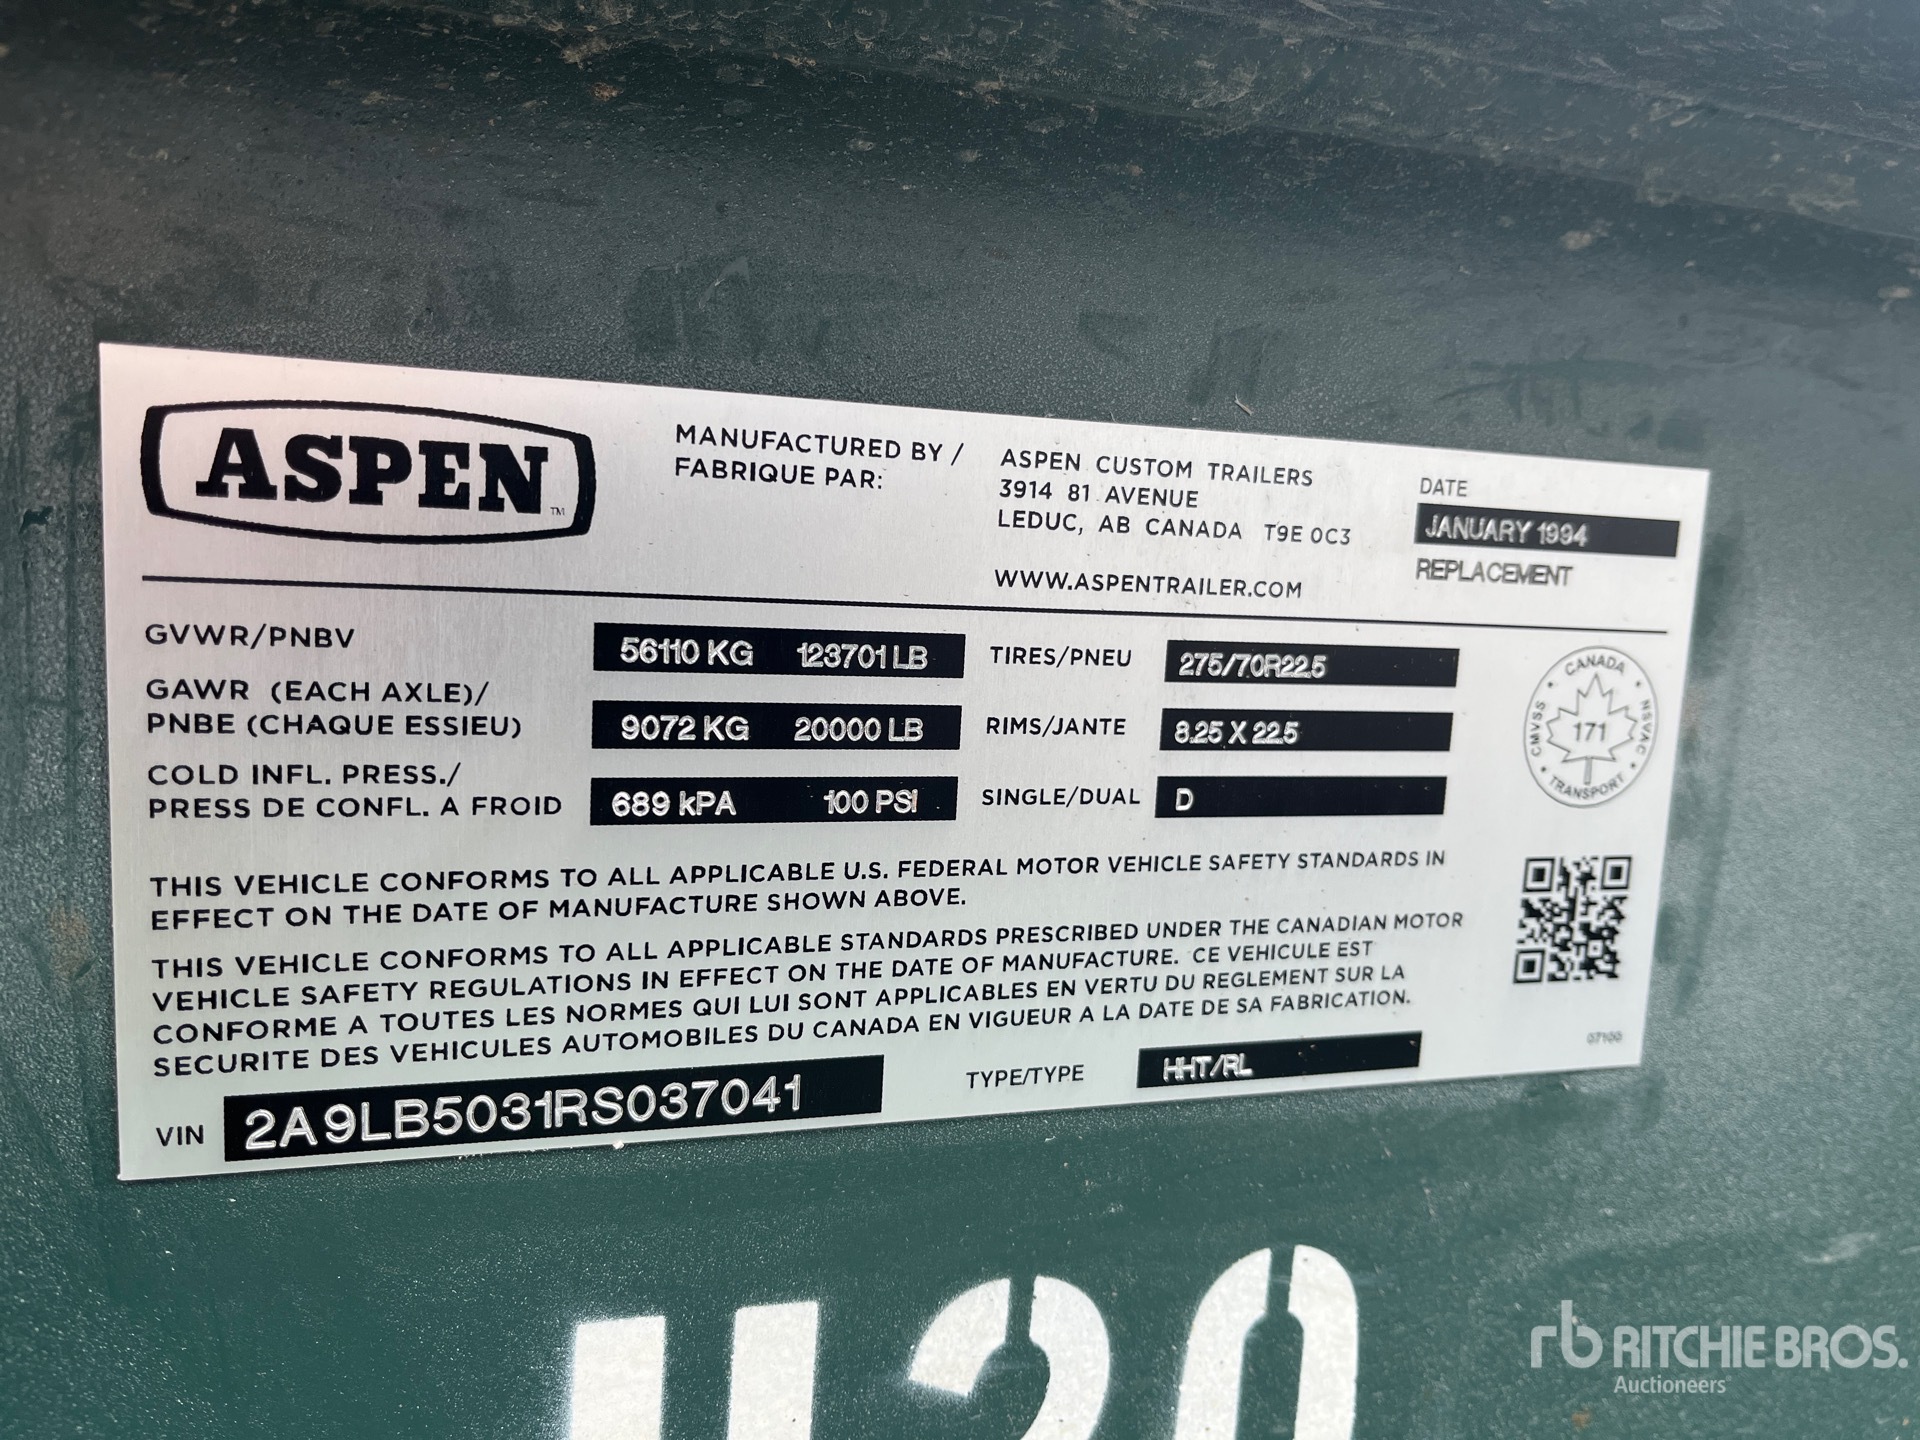 ASPEN
TM
MANUFACTURED BY /
FABRIQUE PAR:
ASPEN CUSTOM TRAILERS
3914 81 AVENUE
LEDUC, AB CANADA T9E 0C3
WWW.ASPENTRAILER.COM
DATE
JANUARY 1994
REPLACEMENT
GVWR/PNBV
56110 KG 123701 LB
TIRES/PNEU
275/70R22.5
GAWR (EACH AXLE)/
PNBE (CHAQUE ESSIEU)
9072 KG 20000 LB
RIMS/JANTE
8.25 X 22.5
COLD INFL. PRESS./
PRESS DE CONFL. A FROID
689 kPA 100 PSI
SINGLE/DUAL
D
CANADA
CMVSS
171
NSVAC
TRANSPORT
THIS VEHICLE CONFORMS TO ALL APPLICABLE U.S. FEDERAL MOTOR VEHICLE SAFETY STANDARDS IN
EFFECT ON THE DATE OF MANUFACTURE SHOWN ABOVE.
THIS VEHICLE CONFORMS TO ALL APPLICABLE STANDARDS PRESCRIBED UNDER THE CANADIAN MOTOR
VEHICLE SAFETY REGULATIONS IN EFFECT ON THE DATE OF MANUFACTURE. CE VEHICULE EST
CONFORME A TOUTES LES NORMES QUI LUI SONT APPLICABLES EN VERTU DU REGLEMENT SUR LA
SECURITE DES VEHICULES AUTOMOBILES DU CANADA EN VIGUEUR A LA DATE DE SA FABRICATION.
07100
VIN
2A9LB5031RS037041
TYPE/TYPE
HHT/RL
rb RITCHIE BROS.
Auctioneers